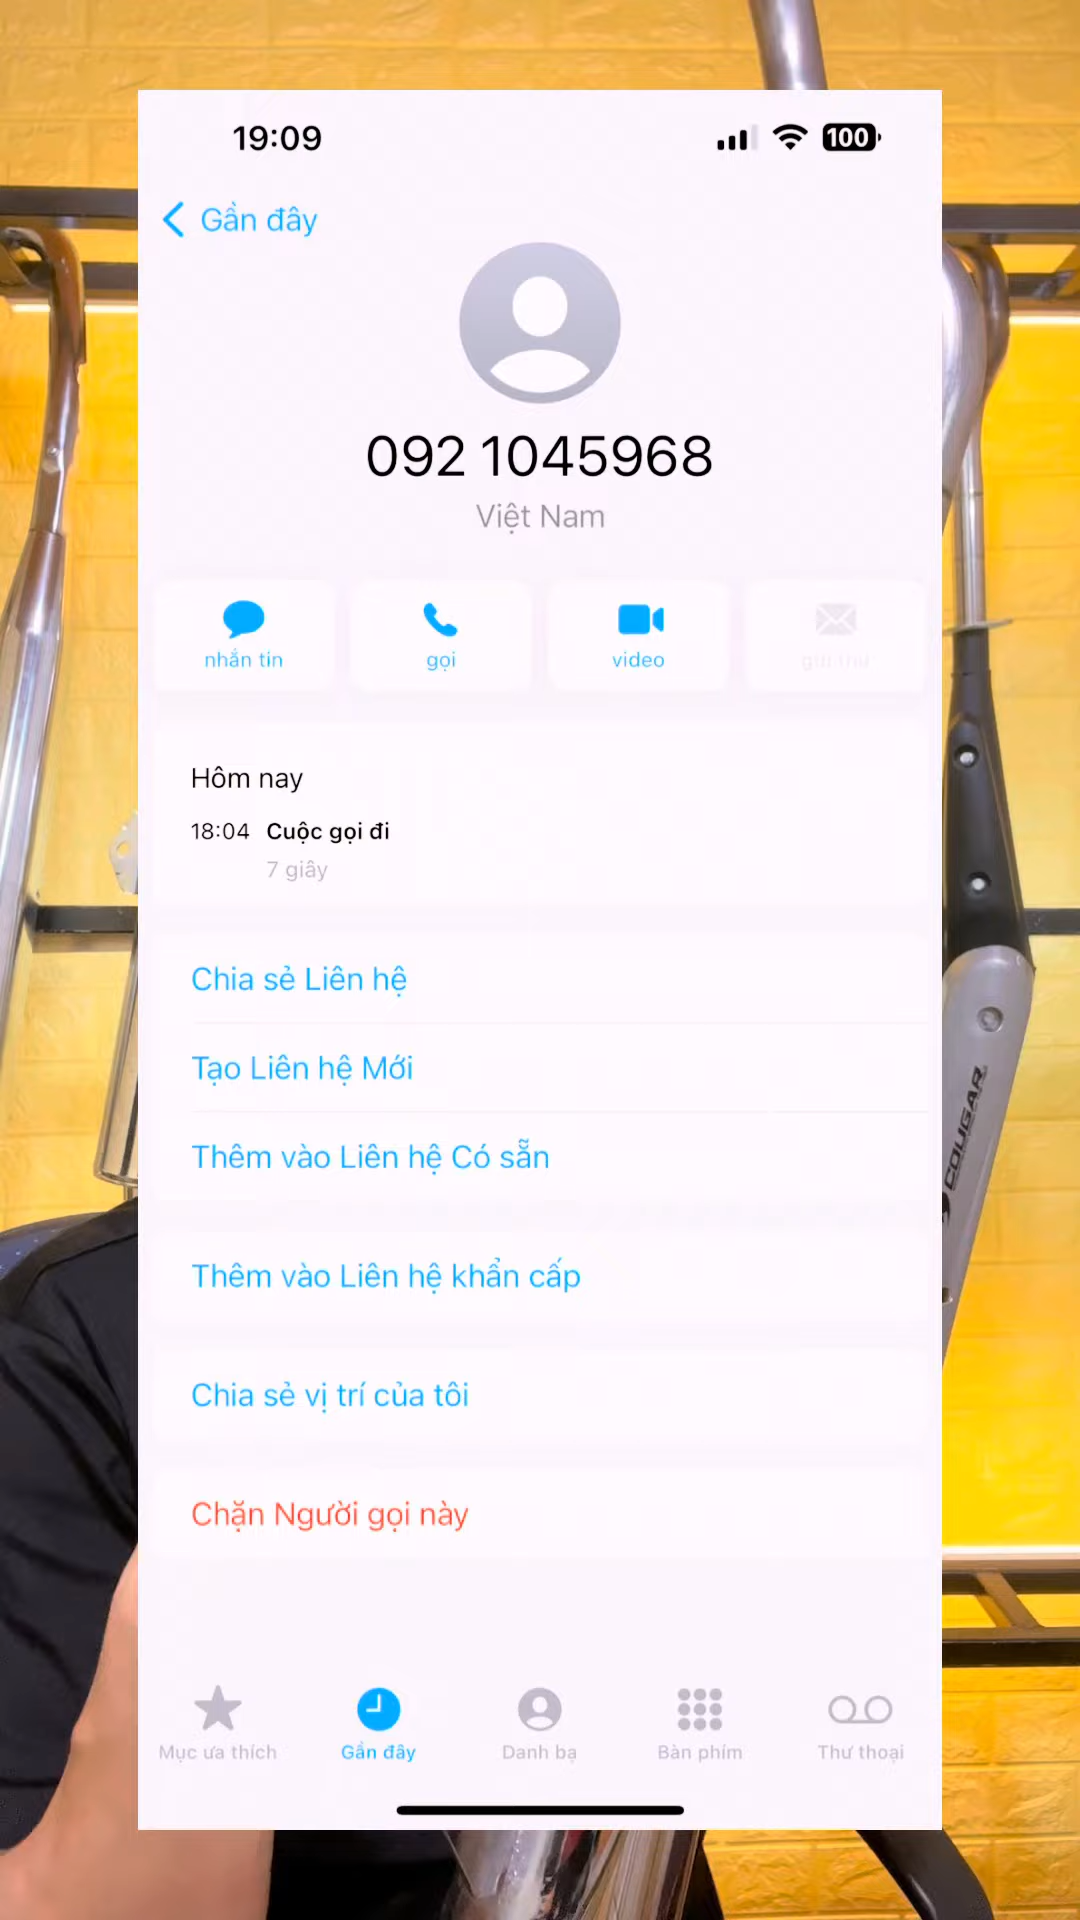 19:09
100
Gần đây
092 1045968
Việt Nam
nhắn tin
gọi
video
gửi thư
Hôm nay
18:04 Cuộc gọi đi
7 giây
Chia sẻ Liên hệ
Tạo Liên hệ Mới
Thêm vào Liên hệ Có sẵn
Thêm vào Liên hệ khẩn cấp
Chia sẻ vị trí của tôi
Chặn Người gọi này
Mục ưa thích
Gần đây
Danh bạ
Bàn phím
Thư thoại
COUGAR